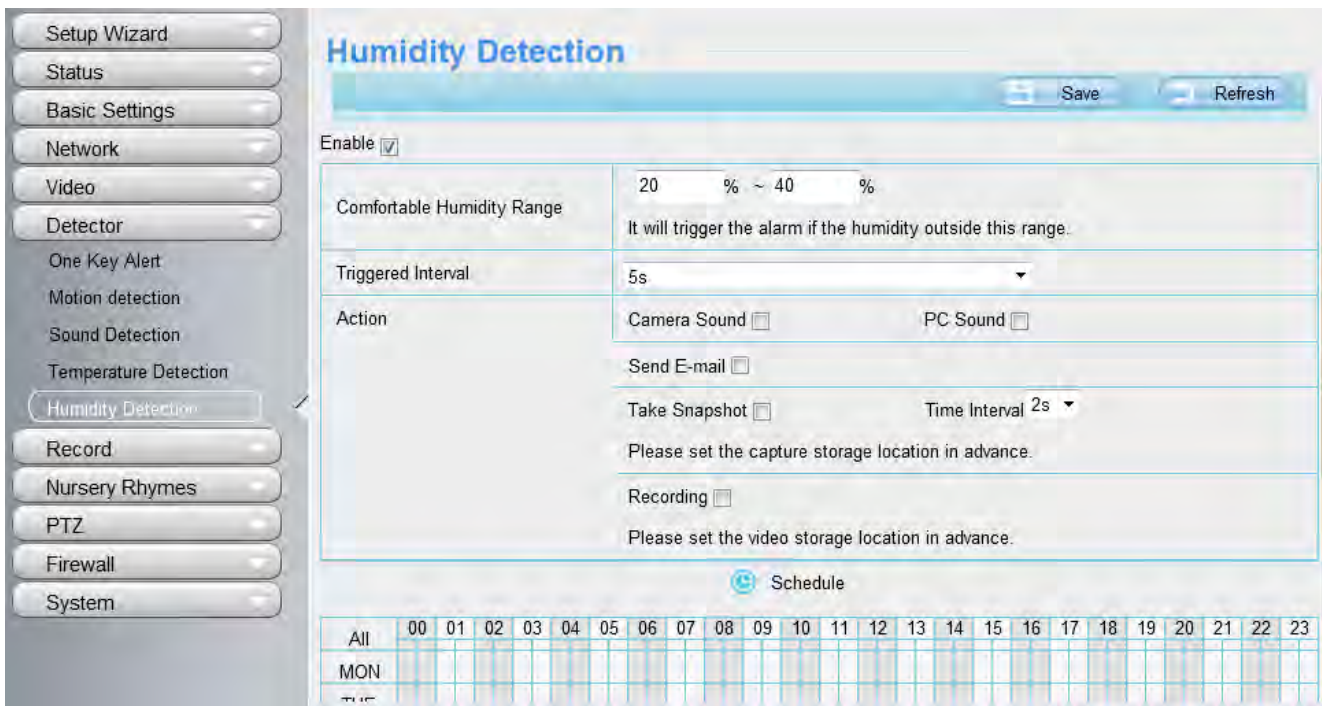 Setup Wizard
Status
Basic Settings
Network
Video
Detector
One Key Alert
Motion detection
Sound Detection
Temperature Detection
Humidity Detection
Record
Nursery Rhymes
PTZ
Firewall
System
Humidity Detection
Save Refresh
Enable
Comfortable Humidity Range
20 % ~ 40 %
It will trigger the alarm if the humidity outside this range.
Triggered Interval 5s
Action Camera Sound PC Sound
Send E-mail
Take Snapshot Time Interval 2s
Please set the capture storage location in advance.
Recording
Please set the video storage location in advance.
Schedule
All 00 01 02 03 04 05 06 07 08 09 10 11 12 13 14 15 16 17 18 19 20 21 22 23
MON